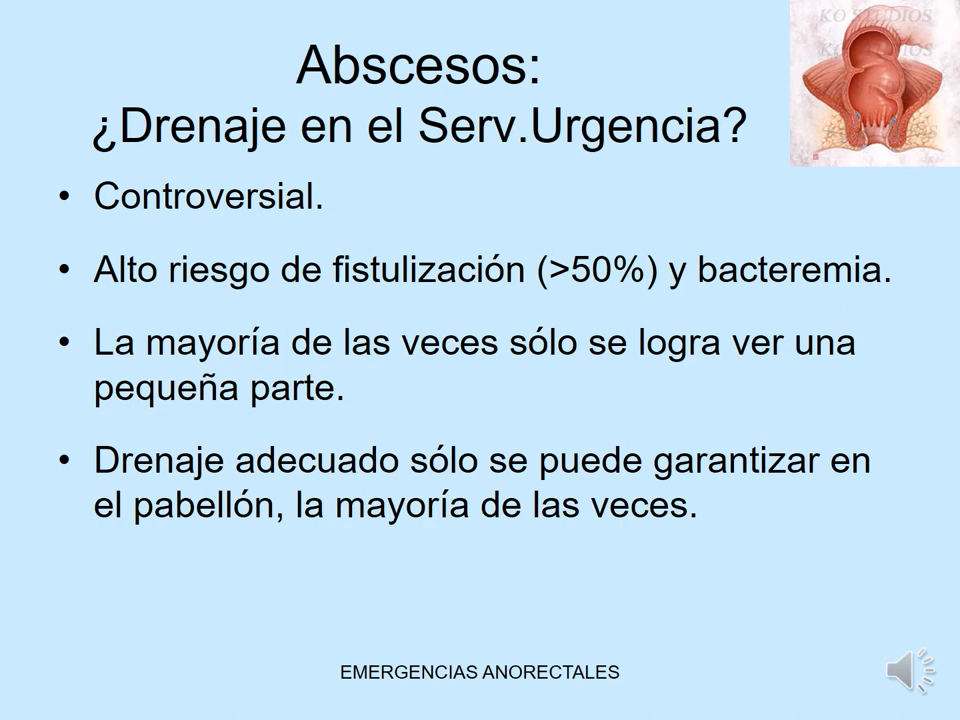 KO STUDIOS
Abscesos:
¿Drenaje en el Serv.Urgencia?
• Controversial.
• Alto riesgo de fistulización (>50%) y bacteremia.
• La mayoría de las veces sólo se logra ver una
pequeña parte.
• Drenaje adecuado sólo se puede garantizar en
el pabellón, la mayoría de las veces.
EMERGENCIAS ANORECTALES